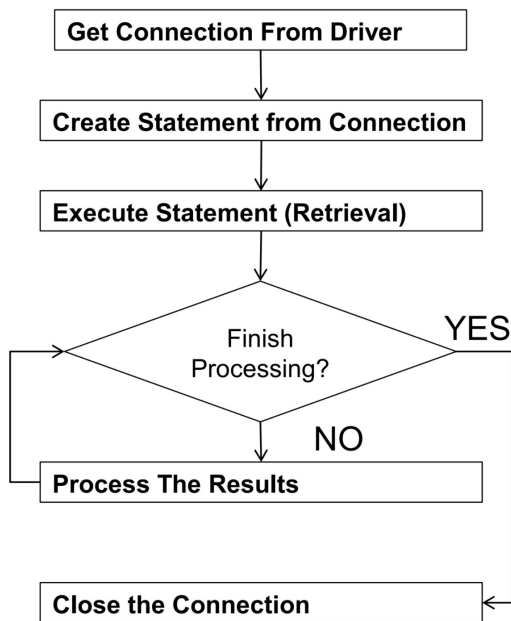 Get Connection From Driver
Create Statement from Connection
Execute Statement (Retrieval)
Finish
Processing?
YES
NO
Process The Results
Close the Connection